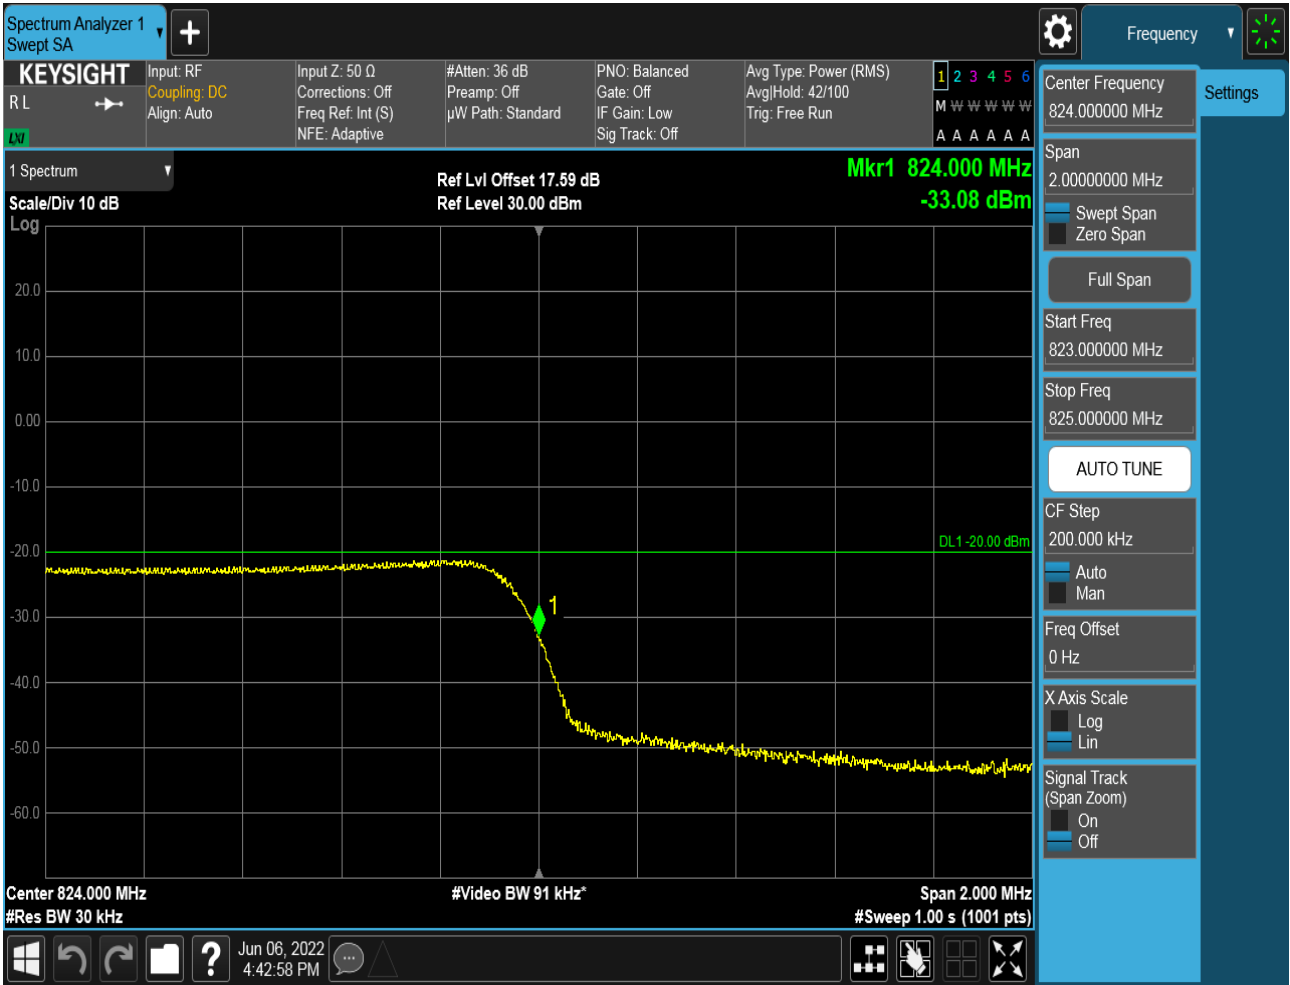 Spectrum Analyzer 1
Swept SA
+
Frequency
KEYSIGHT
R L
LXI
Input: RF
Coupling: DC
Align: Auto
Input Z: 50 Ω
Corrections: Off
Freq Ref: Int (S)
NFE: Adaptive
#Atten: 36 dB
Preamp: Off
µW Path: Standard
PNO: Balanced
Gate: Off
IF Gain: Low
Sig Track: Off
Avg Type: Power (RMS)
Avg|Hold: 42/100
Trig: Free Run
1 2 3 4 5 6
M W W W W W
A A A A A A
1 Spectrum
Scale/Div 10 dB
Log
Ref Lvl Offset 17.59 dB
Ref Level 30.00 dBm
Mkr1 824.000 MHz
-33.08 dBm
20.0
10.0
0.00
-10.0
-20.0
-30.0
-40.0
-50.0
-60.0
DL1 -20.00 dBm
1
Center 824.000 MHz
#Res BW 30 kHz
#Video BW 91 kHz*
Span 2.000 MHz
#Sweep 1.00 s (1001 pts)
Center Frequency
824.000000 MHz
Span
2.00000000 MHz
Swept Span
Zero Span
Full Span
Start Freq
823.000000 MHz
Stop Freq
825.000000 MHz
AUTO TUNE
CF Step
200.000 kHz
Auto
Man
Freq Offset
0 Hz
X Axis Scale
Log
Lin
Signal Track
(Span Zoom)
On
Off
Settings
?
Jun 06, 2022
4:42:58 PM